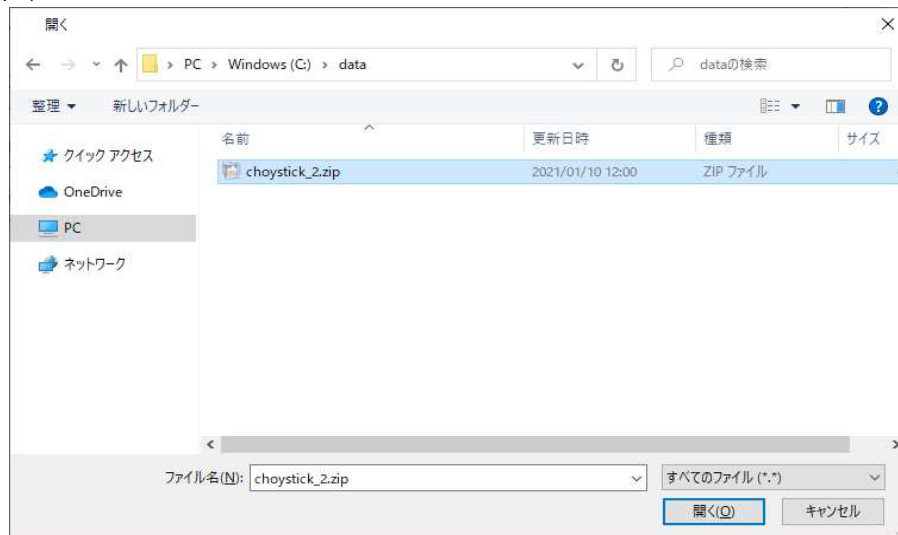 開く
PC › Windows (C:) › data
dataの検索
整理 新しいフォルダー
名前 更新日時 種類 サイズ
choystick_2.zip 2021/01/10 12:00 ZIP ファイル
クイック アクセス
OneDrive
PC
ネットワーク
ファイル名(N): choystick_2.zip すべてのファイル (*.*)
開く(O) キャンセル